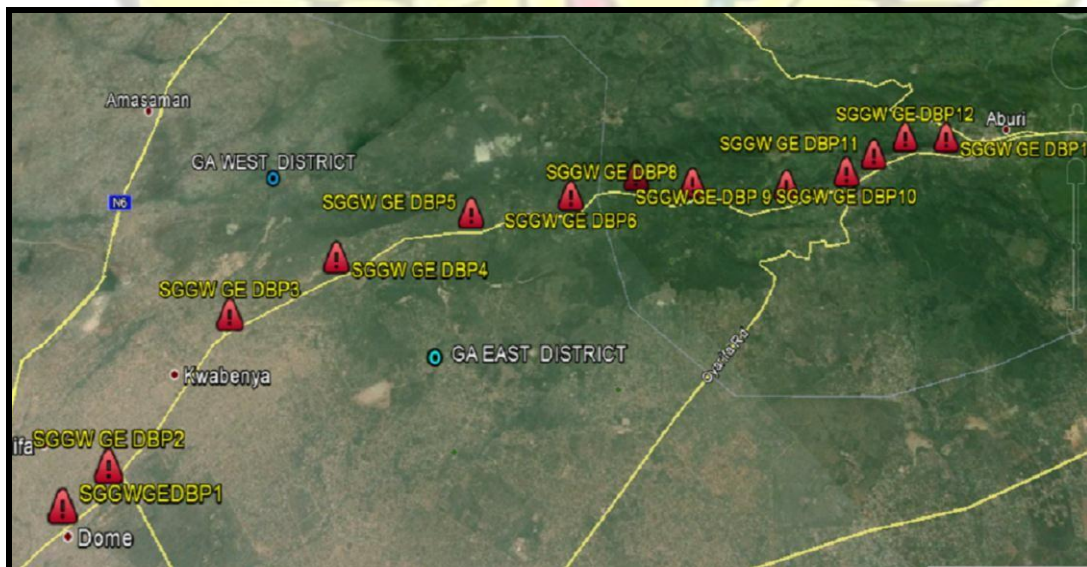 Amasaman
GA WEST DISTRICT
N6
SGGW GE DBP12
Aburi
SGGW GE DBP11
SGGW GE DBP1
SGGW GE DBP8
SGGW GE DBP5
SGGW GE DBP 9
SGGW GE DBP10
SGGW GE DBP6
SGGW GE DBP4
SGGW GE DBP3
GA EAST DISTRICT
Kwabenya
ifa
SGGW GE DBP2
SGGWGEDBP1
Dome